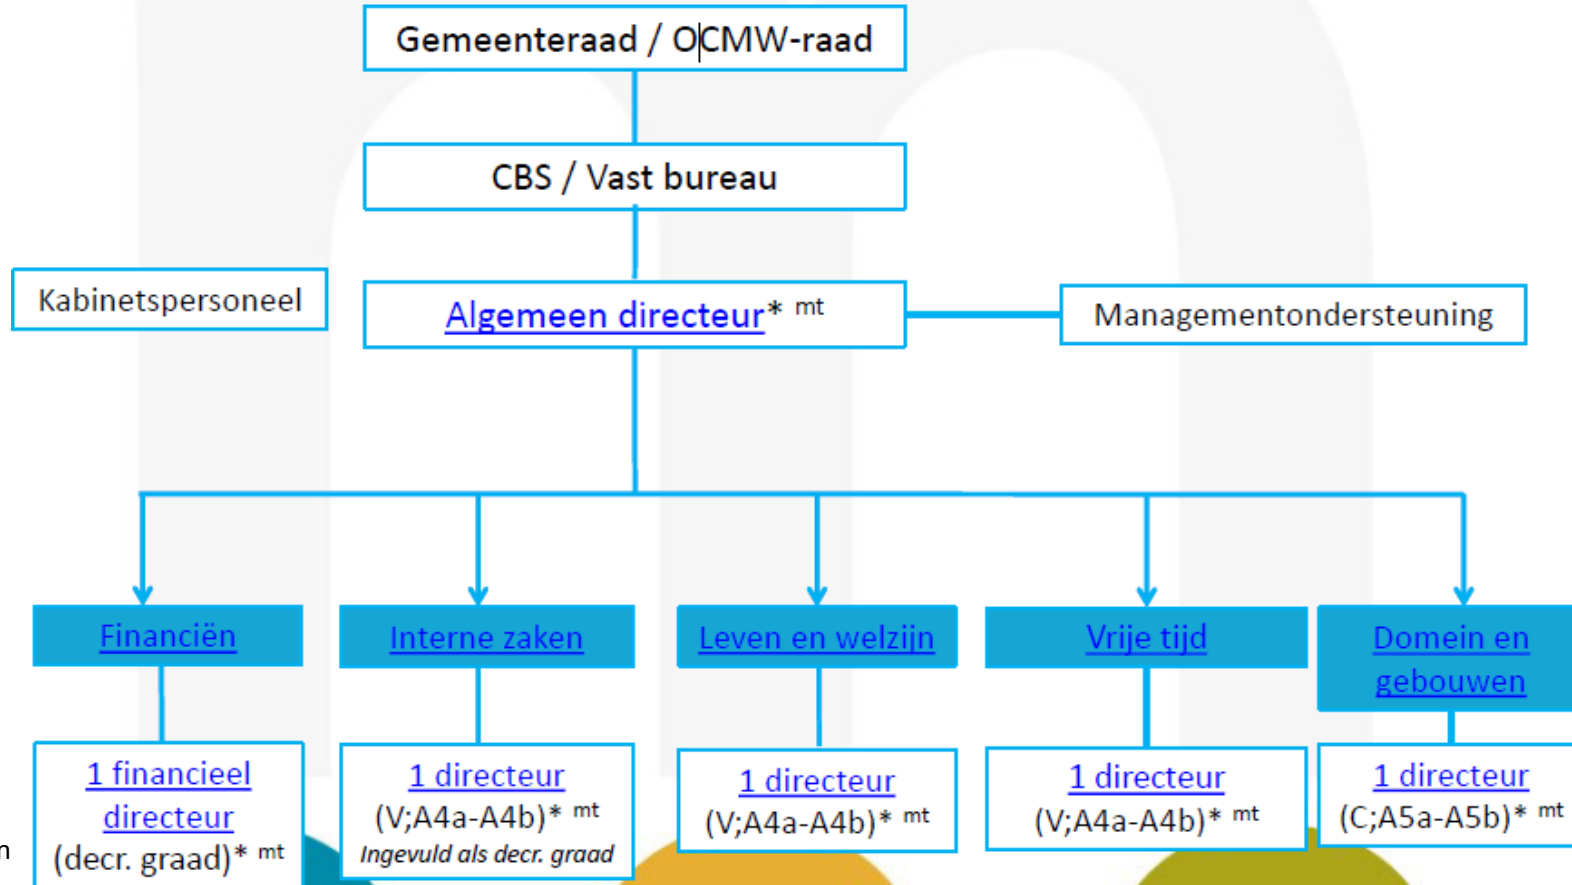 Gemeenteraad / OCMW-raad
CBS / Vast bureau
Kabinetspersoneel
Algemeen directeur* mt
Managementondersteuning
Financiën
Interne zaken
Leven en welzijn
Vrije tijd
Domein en
gebouwen
1 financieel
directeur
(decr. graad)* mt
1 directeur
(V;A4a-A4b)* mt
Ingevuld als decr. graad
1 directeur
(V;A4a-A4b)* mt
1 directeur
(V;A4a-A4b)* mt
1 directeur
(C;A5a-A5b)* mt
n